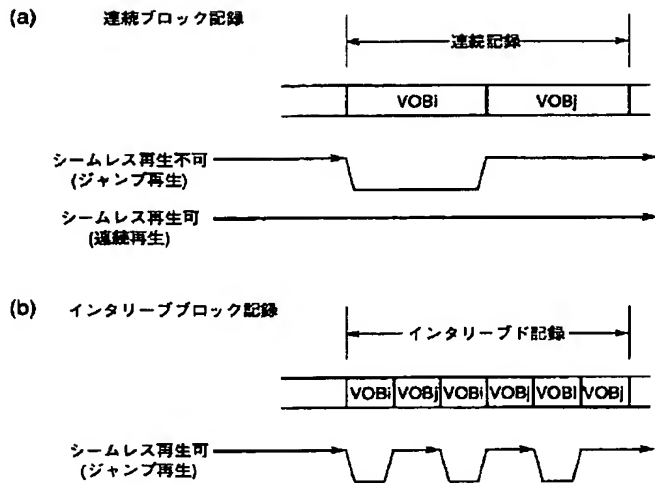 (a) 連続ブロック記録
連続記録
VOBi VOBj
シームレス再生不可
(ジャンプ再生)
シームレス再生可
(連続再生)
(b) インタリーブブロック記録
インタリーブド記録
VOBi VOBj VOBi VOBj VOBi VOBj
シームレス再生可
(ジャンプ再生)